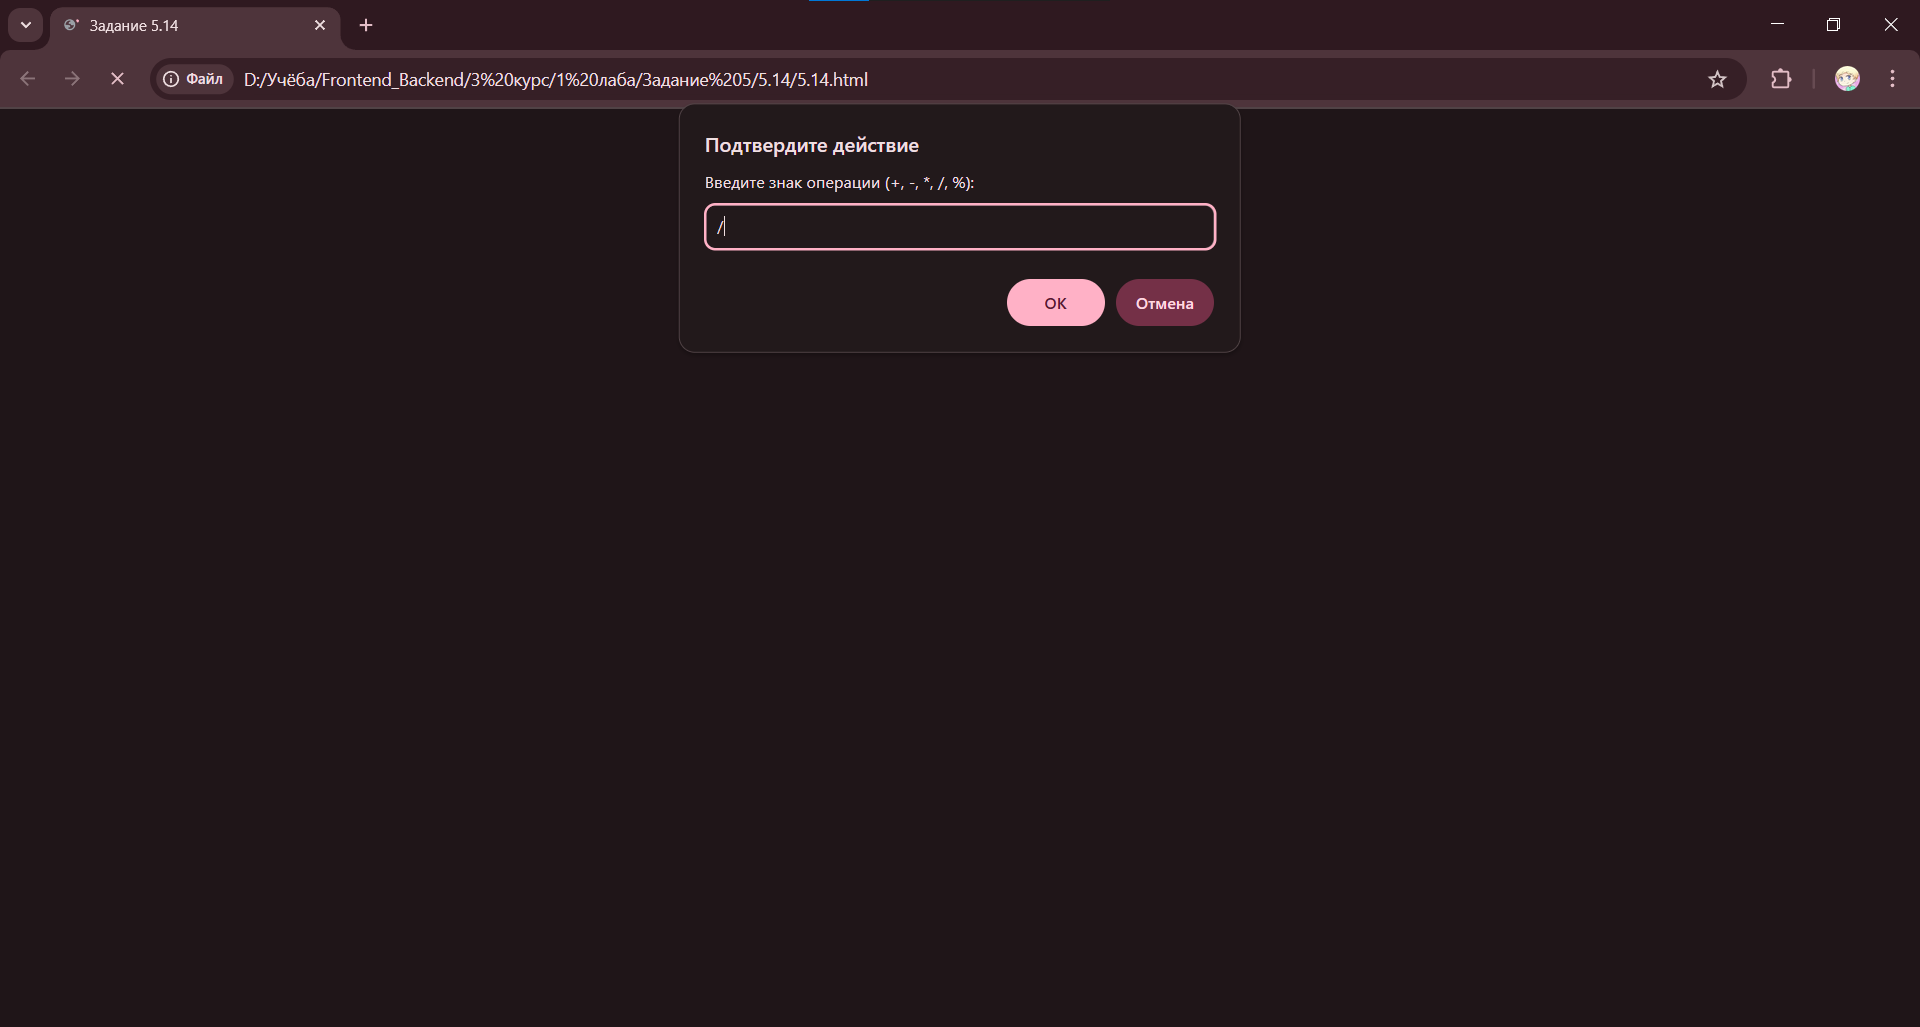 Задание 5.14
Файл
D:/Учёба/Frontend_Backend/3%20курс/1%20лаба/Задание%205/5.14/5.14.html
Подтвердите действие
Введите знак операции (+, -, *, /, %):
/
ОК
Отмена